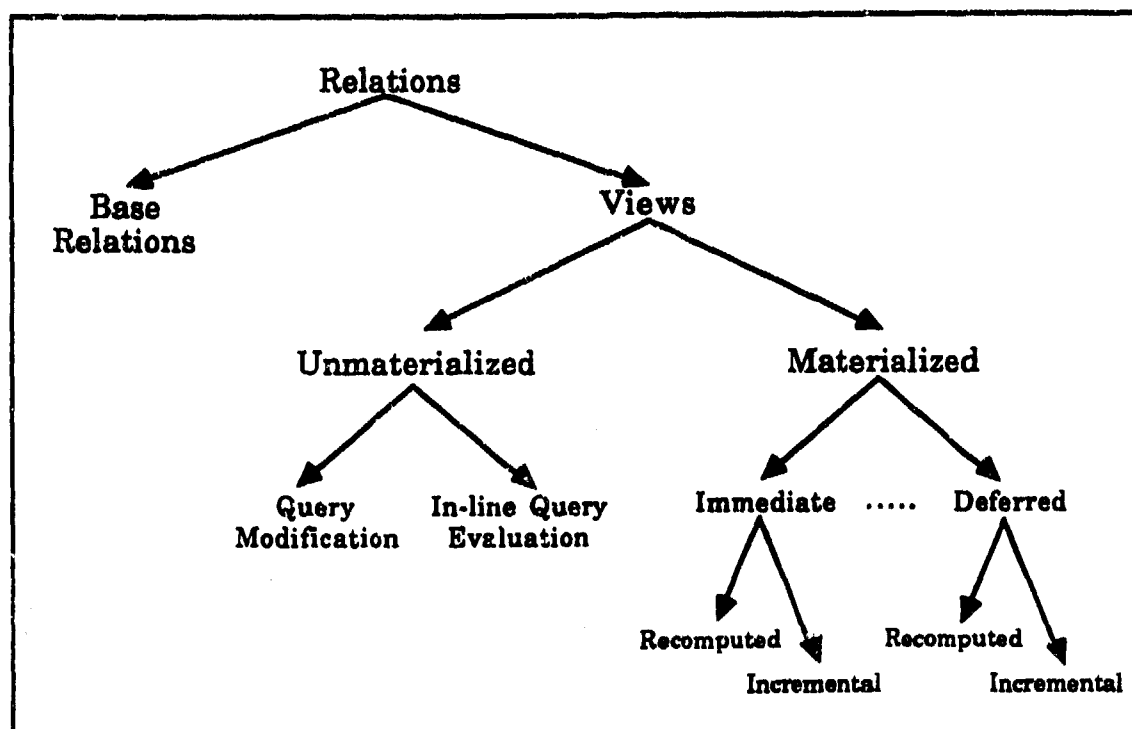 Relations
Base
Relations
Views
Unmaterialized
Materialized
Query
Modification
In-line Query
Evaluation
Immediate ..... Deferred
Recomputed
Recomputed
Incremental
Incremental